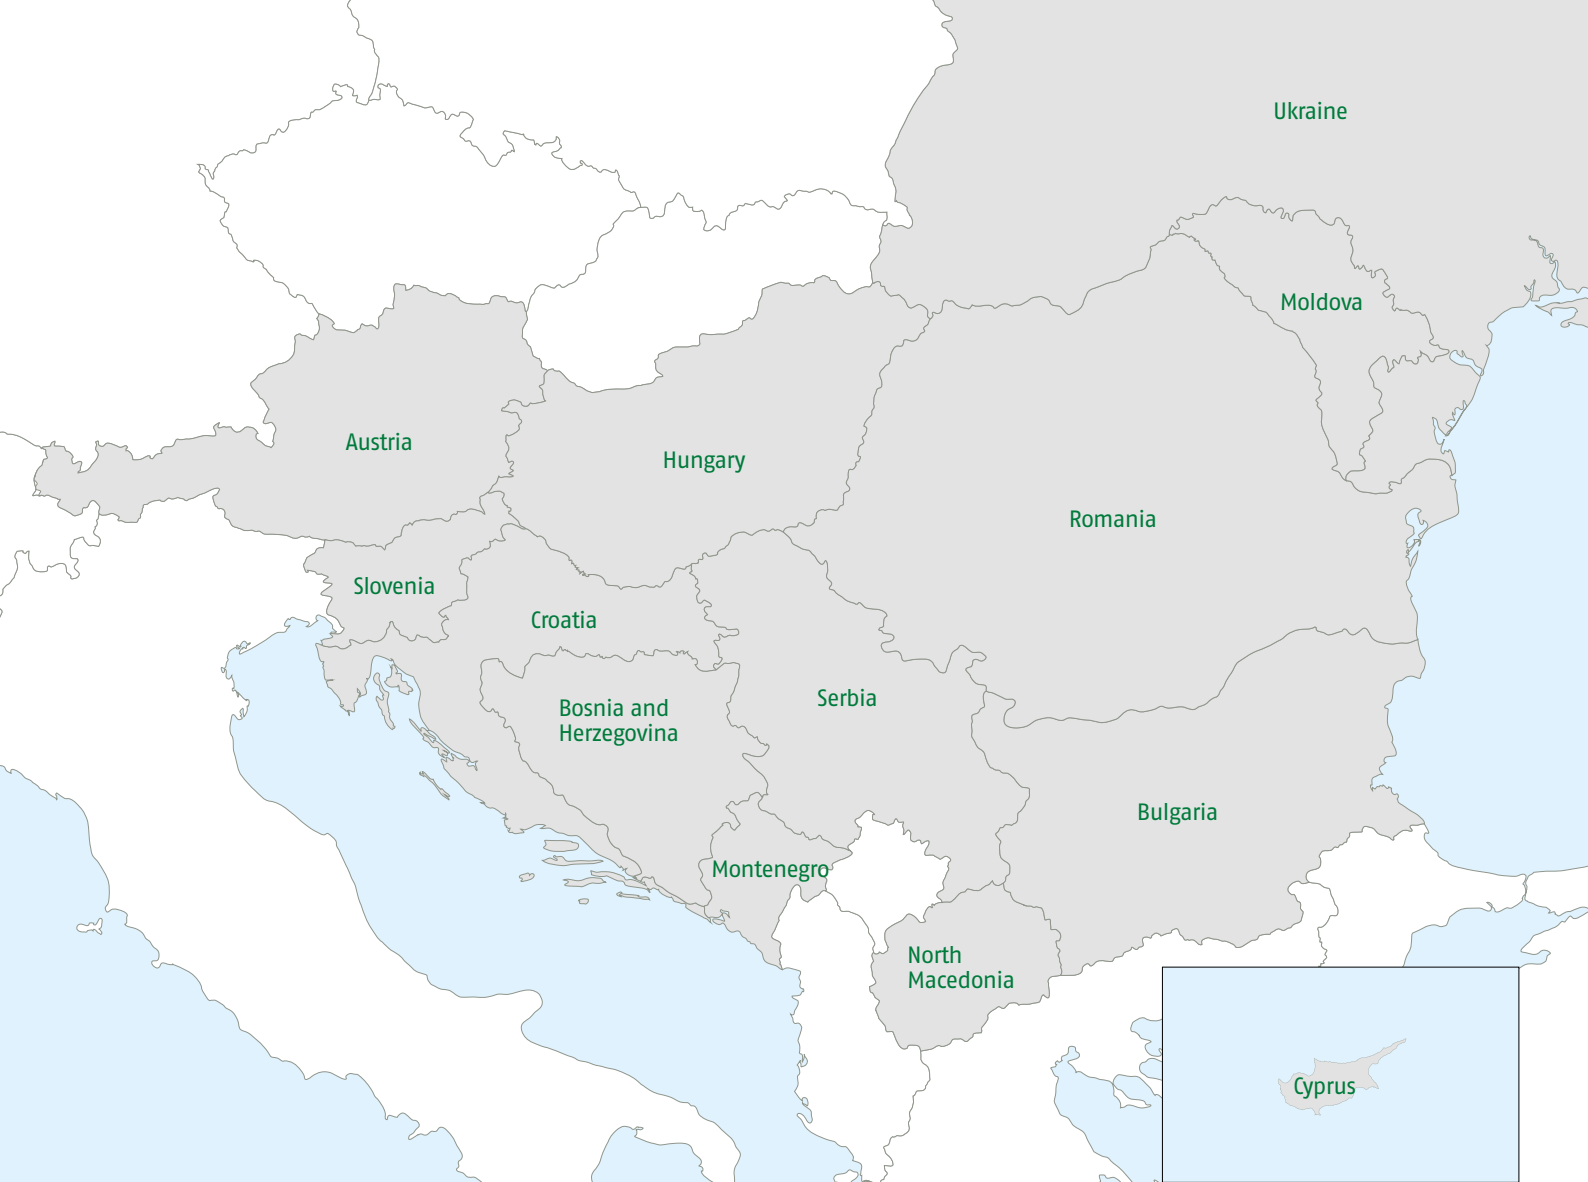 Ukraine
Moldova
Austria
Hungary
Romania
Slovenia
Croatia
Serbia
Bosnia and
Herzegovina
Bulgaria
Montenegro
North
Macedonia
Cyprus